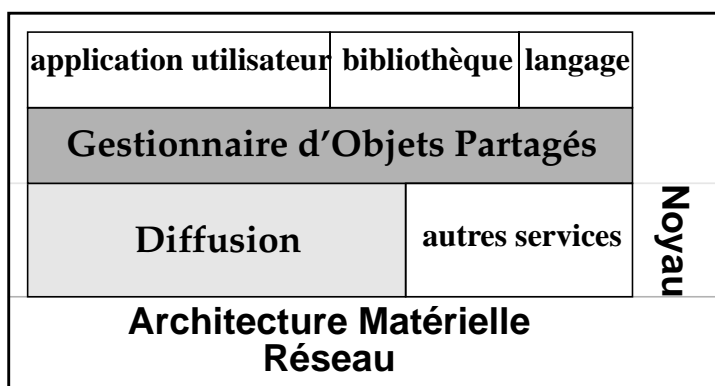 application utilisateur bibliothèque langage
Gestionnaire d’Objets Partagés
Diffusion
autres services
Noyau
Architecture Matérielle
Réseau